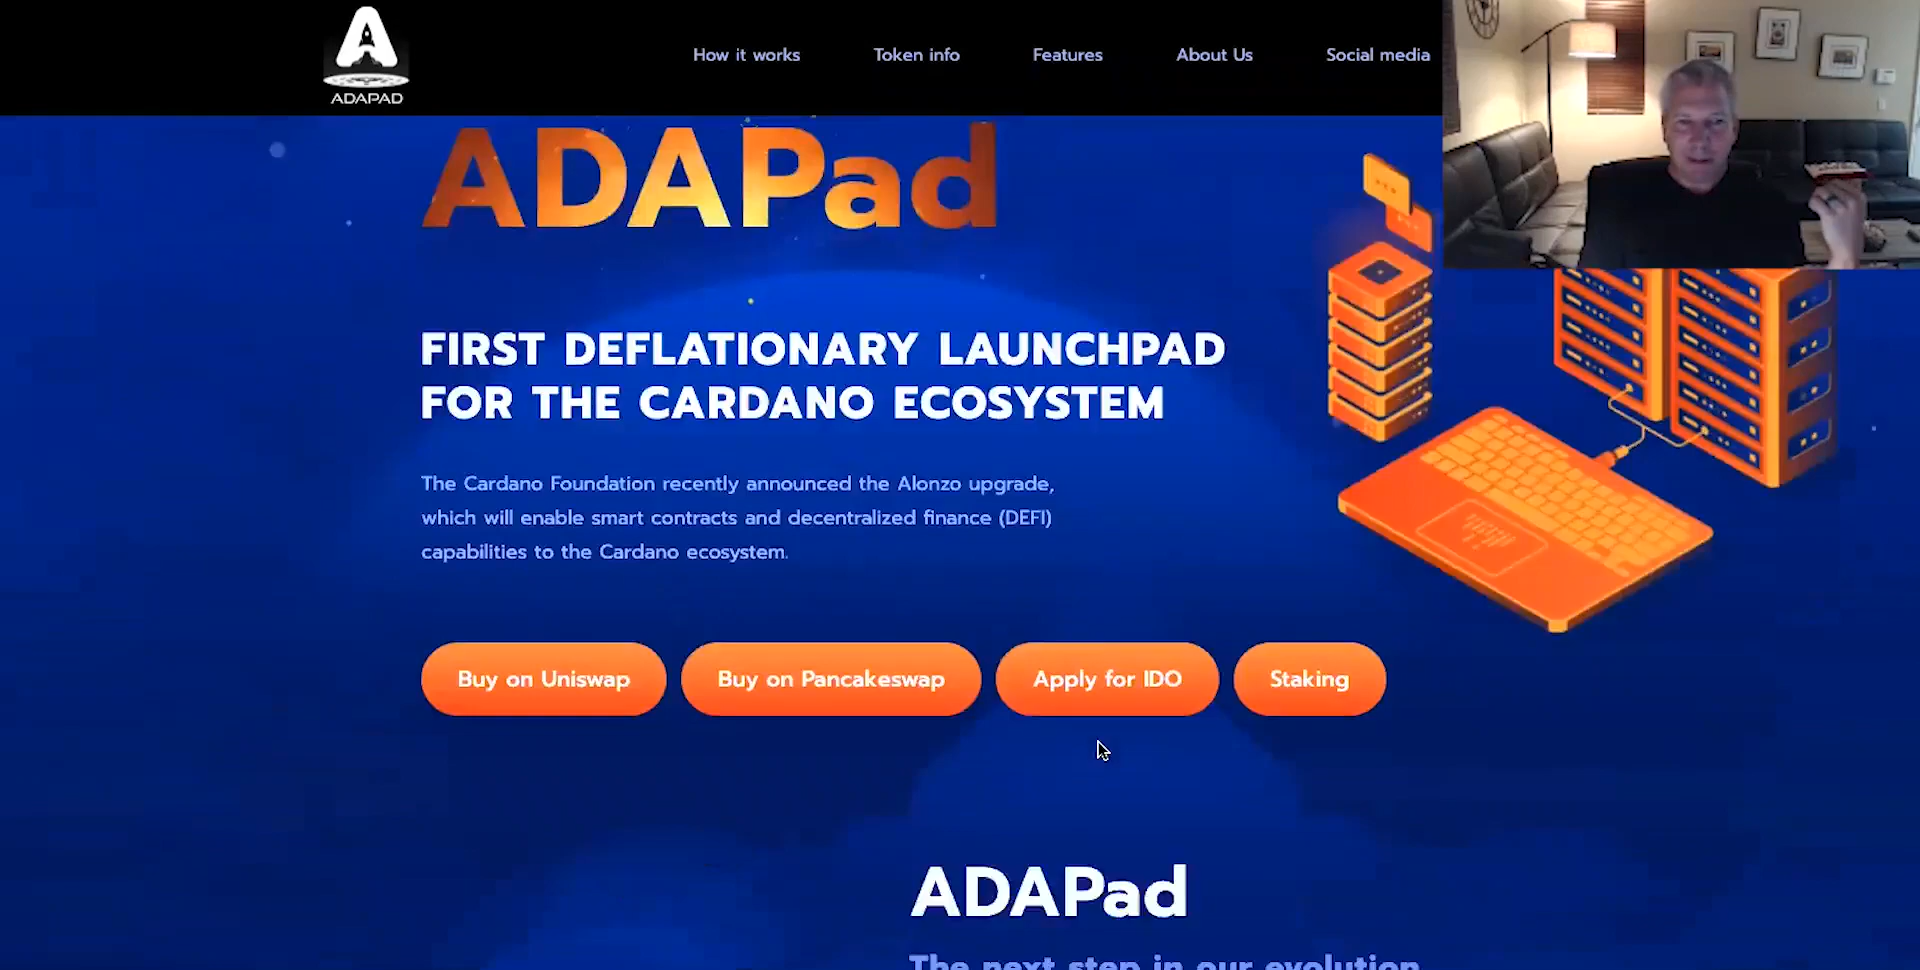 ADAPAD
How it works
Token info
Features
About Us
Social media
ADAPad
FIRST DEFLATIONARY LAUNCHPAD
FOR THE CARDANO ECOSYSTEM
The Cardano Foundation recently announced the Alonzo upgrade,
which will enable smart contracts and decentralized finance (DEFI)
capabilities to the Cardano ecosystem.
Buy on Uniswap
Buy on Pancakeswap
Apply for IDO
Staking
ADAPad
The next step in our evolution